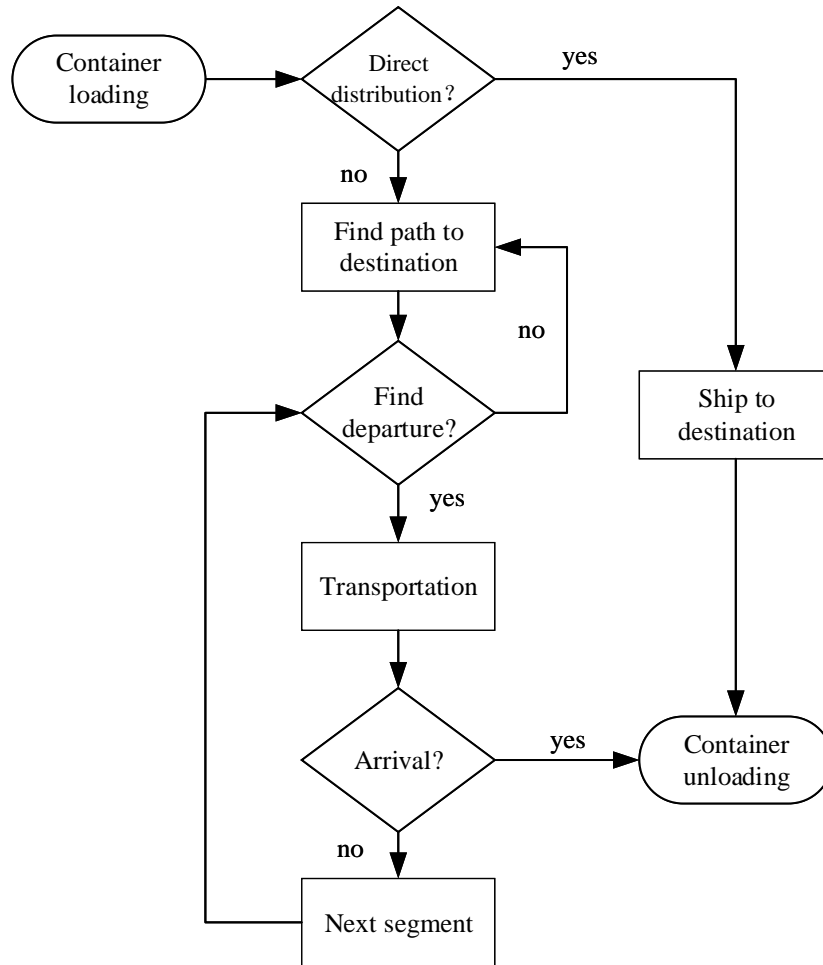 Container
loading
Direct
distribution?
yes
no
Find path to
destination
no
Find
departure?
Ship to
destination
yes
Transportation
Arrival?
yes
Container
unloading
no
Next segment